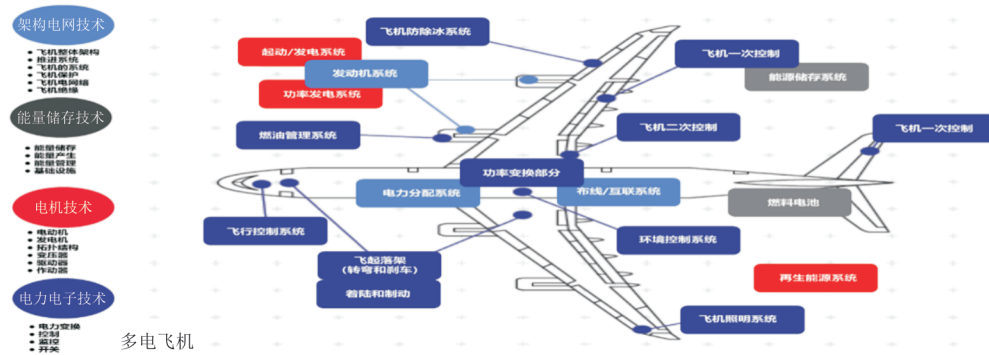 架构电网技术
飞机整体架构
推进系统
飞机的系统
飞机保护
飞机电网络
飞机绝缘
能量储存技术
能量储存
能量产生
能量管理
基础设施
电机技术
电动机
发电机
拓扑结构
变压器
驱动器
作动器
电力电子技术
电力变换
控制
监控
开关
多电飞机
飞机防除冰系统
起动/发电系统
发动机系统
功率发电系统
燃油管理系统
飞机一次控制
能源储存系统
飞机二次控制
飞机一次控制
功率变换部分
电力分配系统
布线/互联系统
燃料电池
飞行控制系统
飞起落架
(转弯和刹车)
着陆和制动
环境控制系统
再生能源系统
飞机照明系统